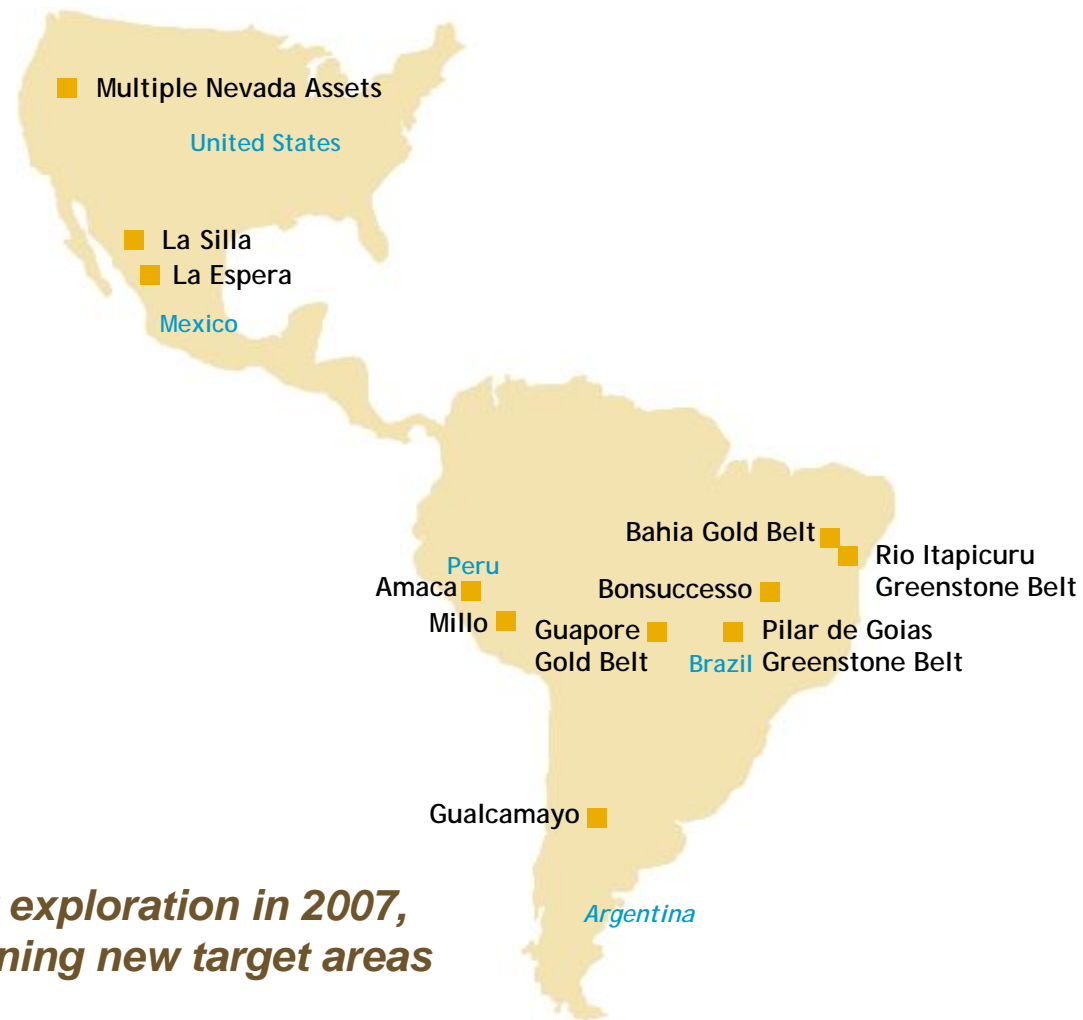 Multiple Nevada Assets
United States
La Silla
La Espera
Mexico
Bahia Gold Belt
Rio Itapicuru
Greenstone Belt
Peru
Amaca
Bonsuccesso
Millo
Guapore
Gold Belt
Pilar de Goias
Greenstone Belt
Brazil
Gualcamayo
Argentina
exploration in 2007,
ning new target areas